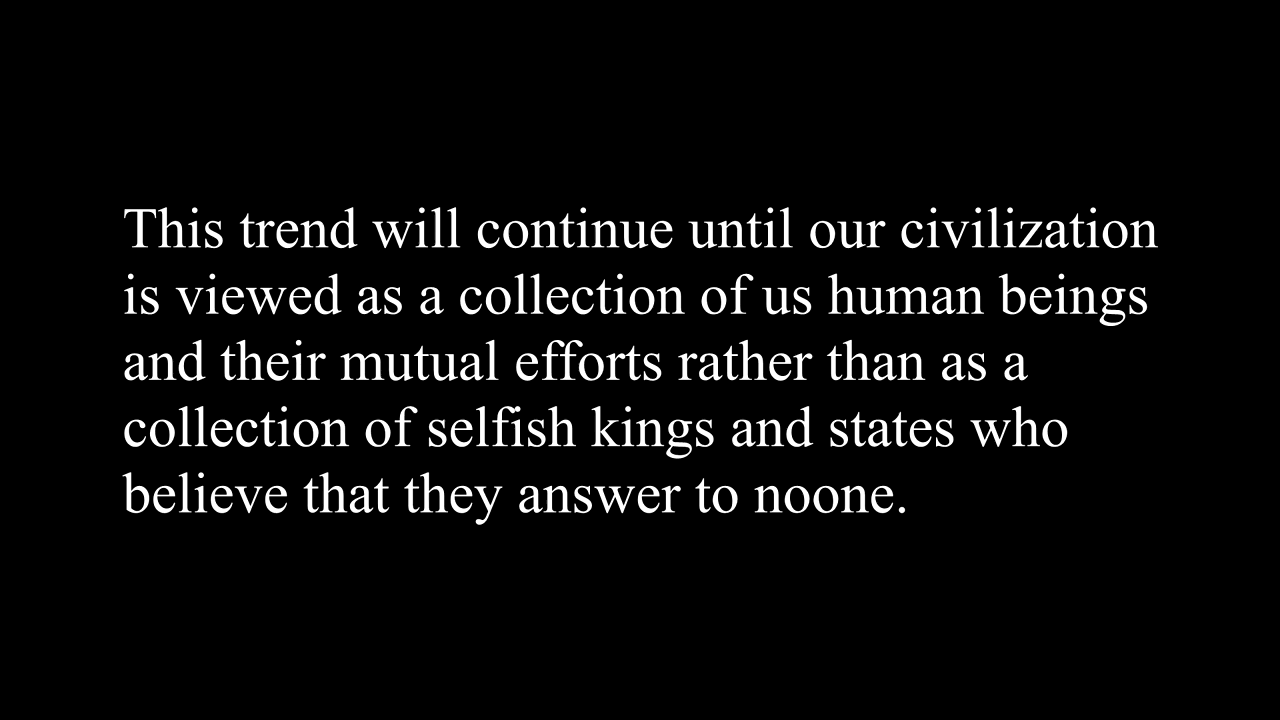 This trend will continue until our civilization
is viewed as a collection of us human beings
and their mutual efforts rather than as a
collection of selfish kings and states who
believe that they answer to noone.